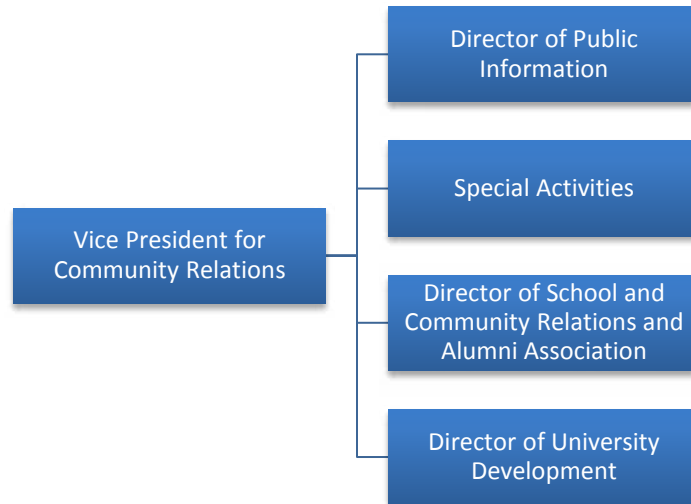 Director of Public
Information
Special Activities
Vice President for
Community Relations
Director of School and
Community Relations and
Alumni Association
Director of University
Development